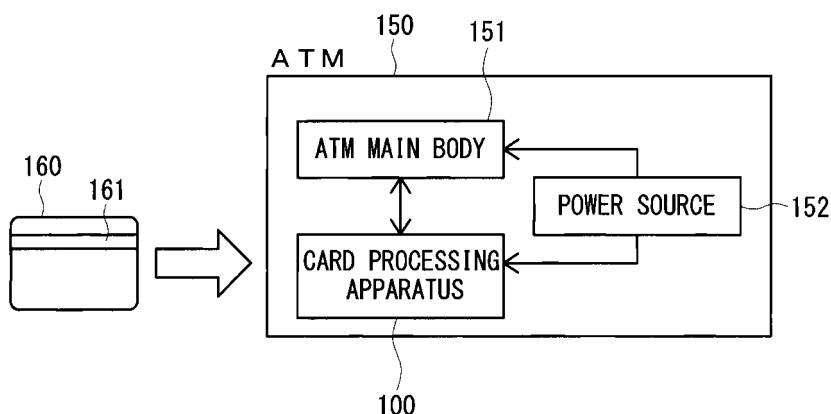 150
151
ATM
ATM MAIN BODY
160
161
POWER SOURCE
152
CARD PROCESSING
APPARATUS
100